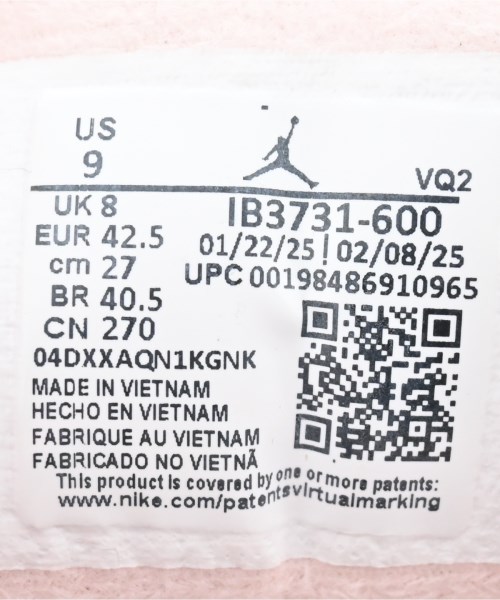 US
9
VQ2
UK 8
IB3731-600
EUR 42.5
01/22/25 | 02/08/25
cm 27
UPC 00198486910965
BR 40.5
CN 270
04DXXAQN1KGNK
MADE IN VIETNAM
HECHO EN VIETNAM
FABRIQUE AU VIETNAM
FABRICADO NO VIETNÃ
This product is covered by one or more patents:
www.nike.com/patentsvirtualmarking